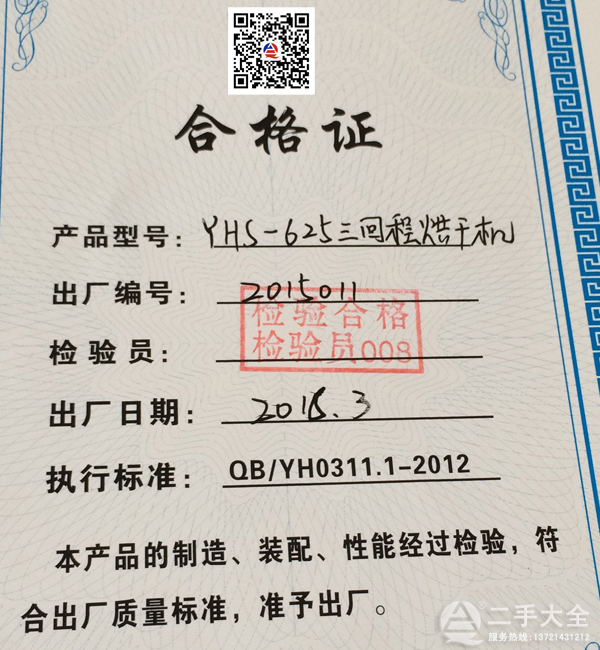 合格证
产品型号：YHS-625三回程烘干机
出厂编号：2015011
检验合格
检验员：检验员008
出厂日期：2015.3
执行标准：QB/YH0311.1-2012
本产品的制造、装配、性能经过检验，符
合出厂质量标准，准予出厂。
二手大全
服务热线：13721431212